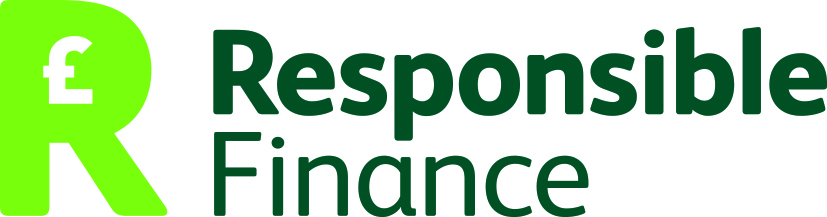 R £
Responsible
Finance